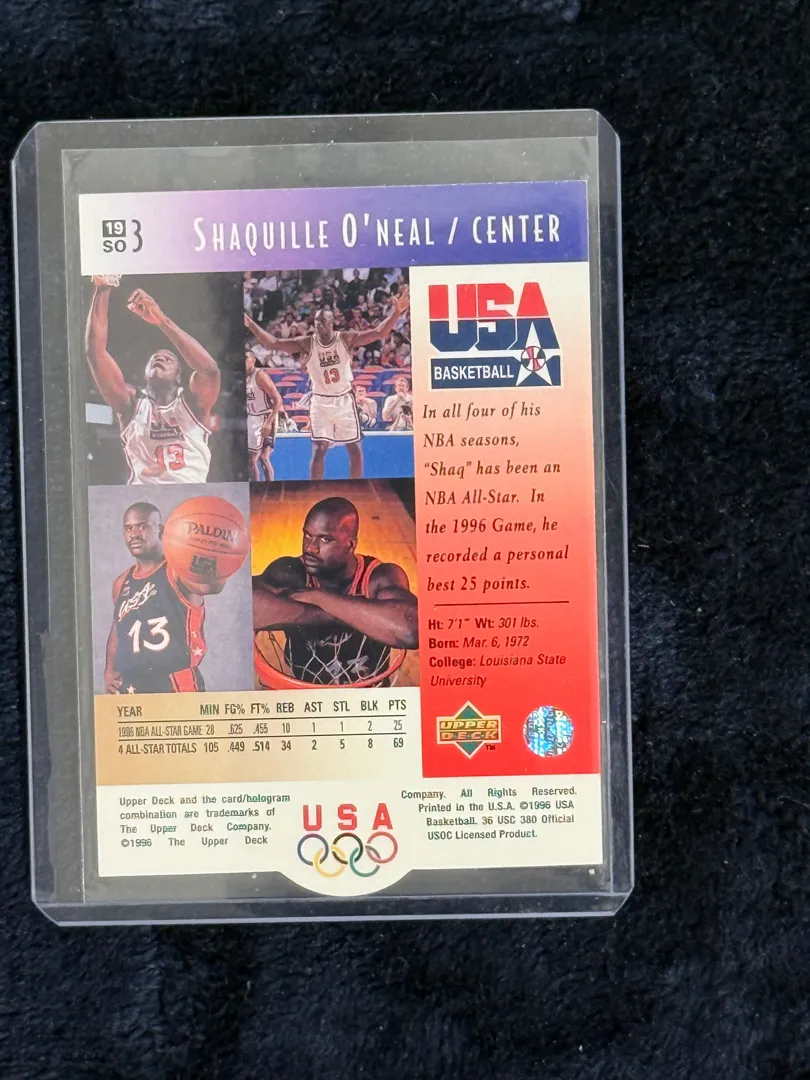 19
SO3
SHAQUILLE O'NEAL / CENTER
USA
BASKETBALL
USA
13
13
SPALDING
USA
USA
13
In all four of his
NBA seasons,
"Shaq" has been an
NBA All-Star. In
the 1996 Game, he
recorded a personal
best 25 points.
Ht: 7'1" Wt: 301 lbs.
Born: Mar. 6, 1972
College: Louisiana State
University
YEAR MIN FG% FT% REB AST STL BLK PTS
1996 NBA ALL-STAR GAME 28 .625 .455 10 1 1 2 25
4 ALL-STAR TOTALS 105 .449 .514 34 2 5 8 69
UPPER
DECK
TM
Upper Deck and the card/hologram
combination are trademarks of
The Upper Deck Company.
©1996 The Upper Deck
USA
Company. All Rights Reserved.
Printed in the U.S.A. ©1996 USA
Basketball. 36 USC 380 Official
USOC Licensed Product.